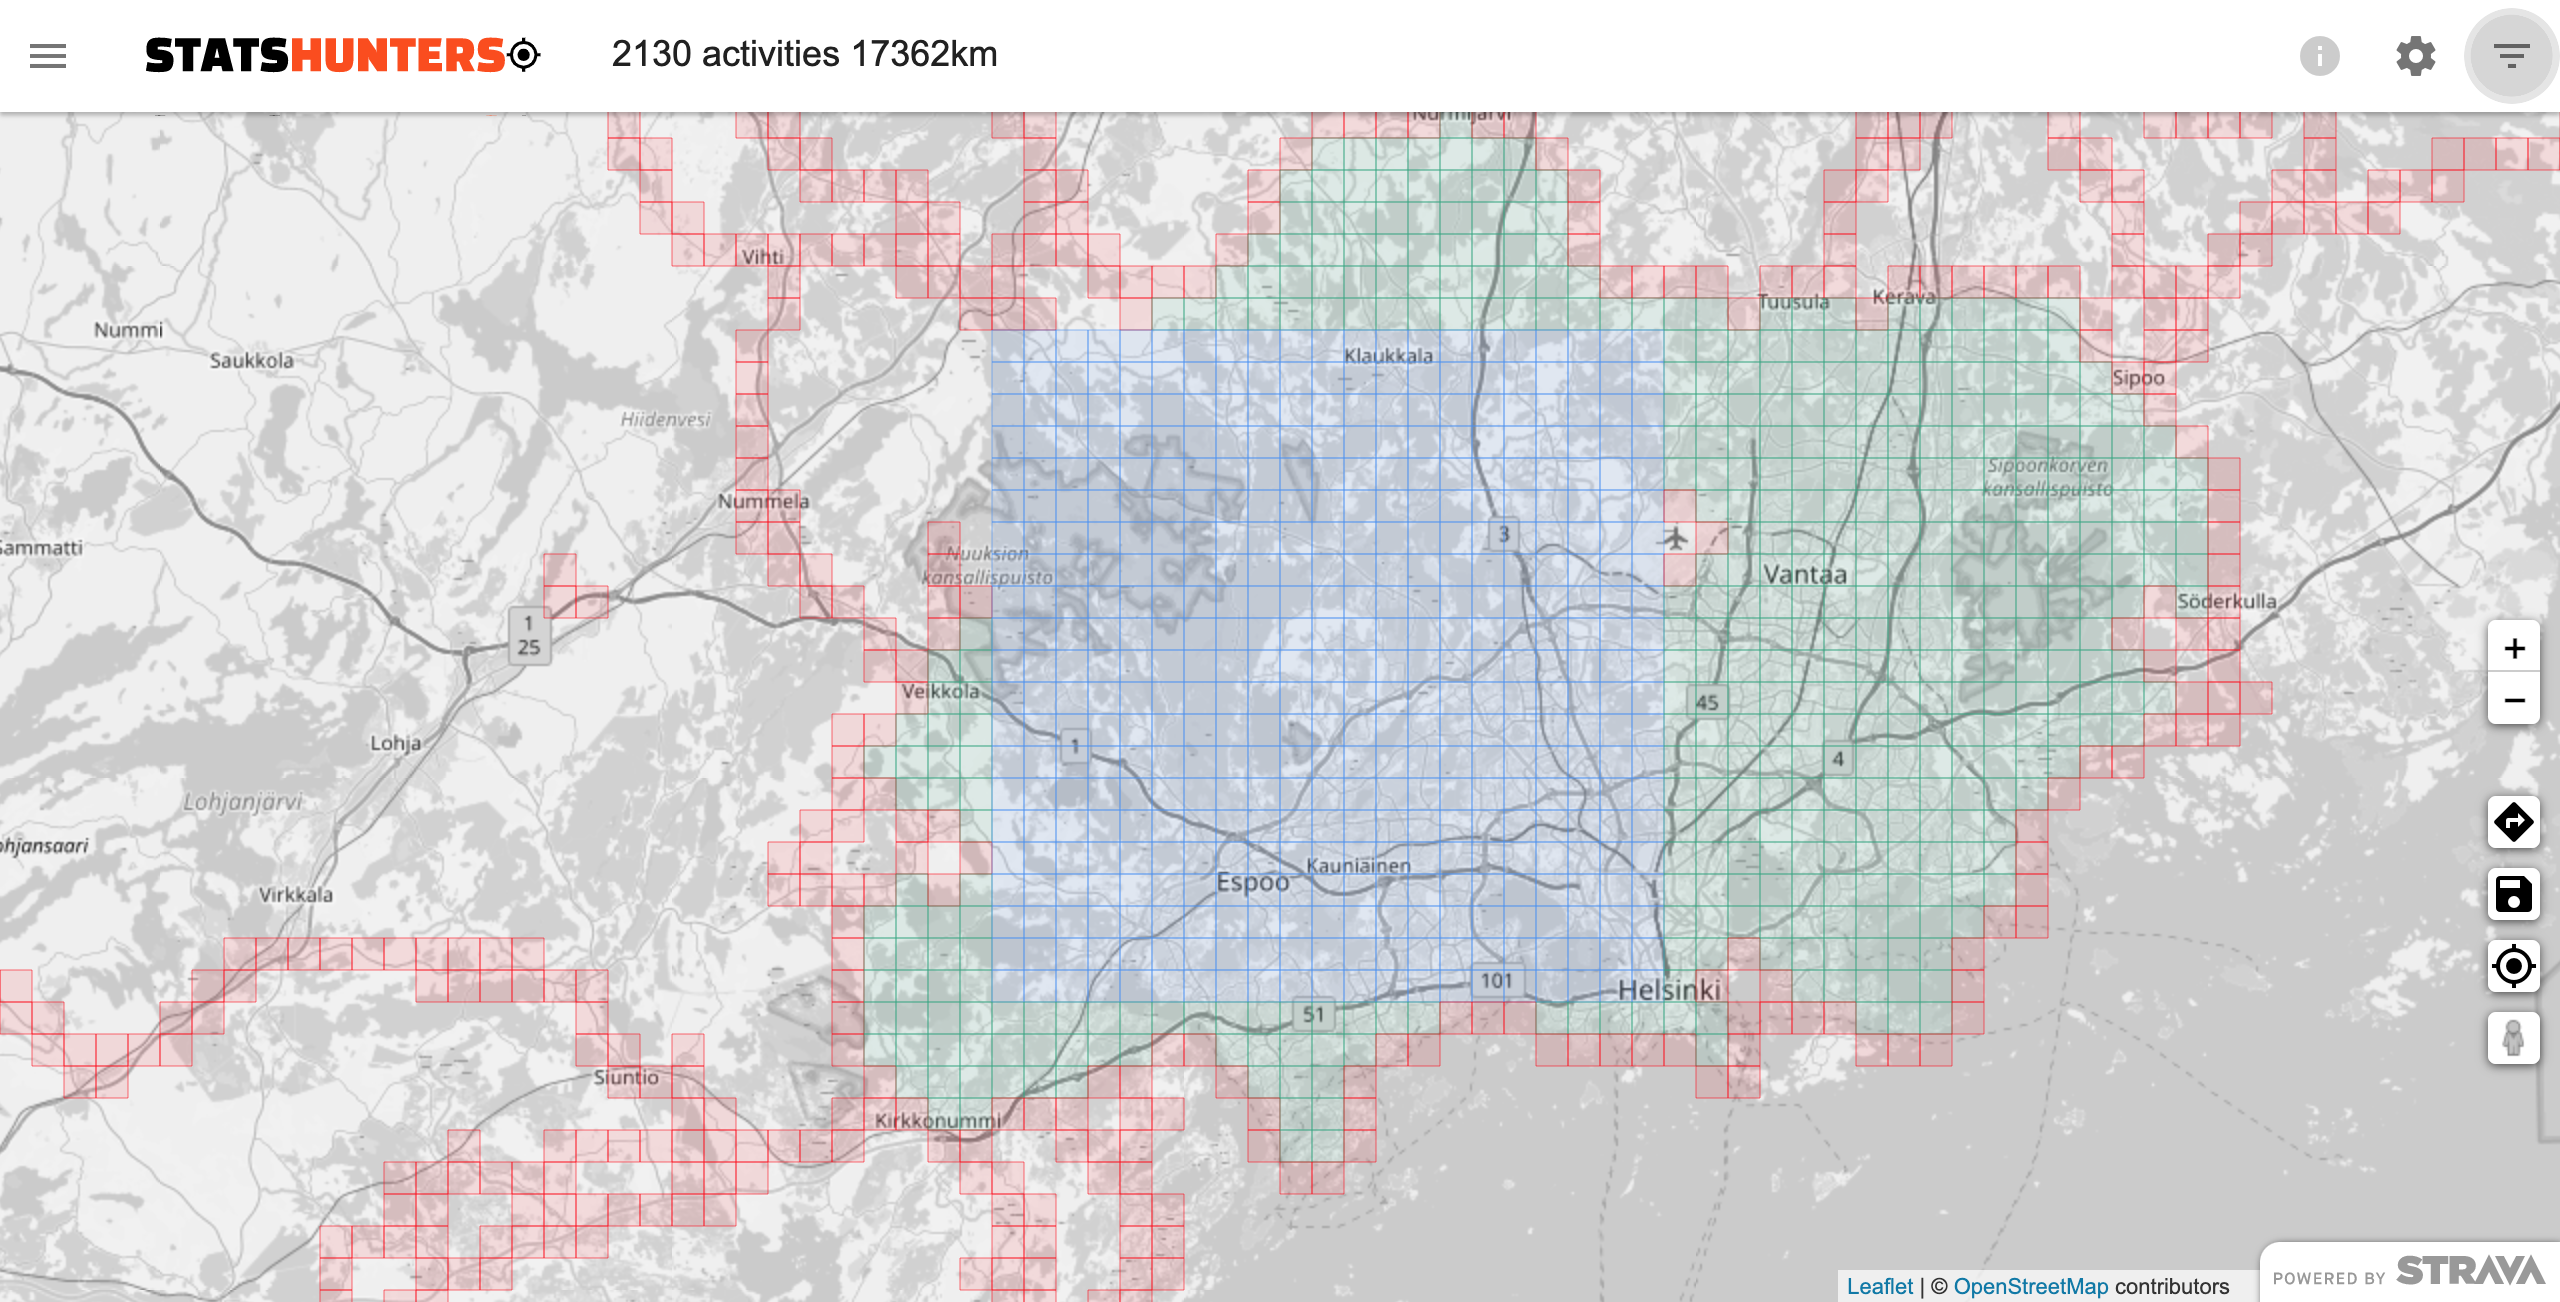 STATSHUNTERS
2130 activities 17362km
Nurmijärvi
Vihti
Tuusula
Kerava
Nummi
Saukkola
Klaukkala
Sipoo
Hiidenvesi
Sipoonkorven
kansallispuisto
Nummela
3
Sammatti
Nuuksion
kansallispuisto
Vantaa
Söderkulla
1
25
+
−
Veikkola
45
Lohja
1
4
Lohjanjärvi
ohjansaari
Kauniainen
Espoo
Virkkala
101
Helsinki
51
Siuntio
Kirkkonummi
POWERED BY STRAVA
Leaflet | © OpenStreetMap contributors